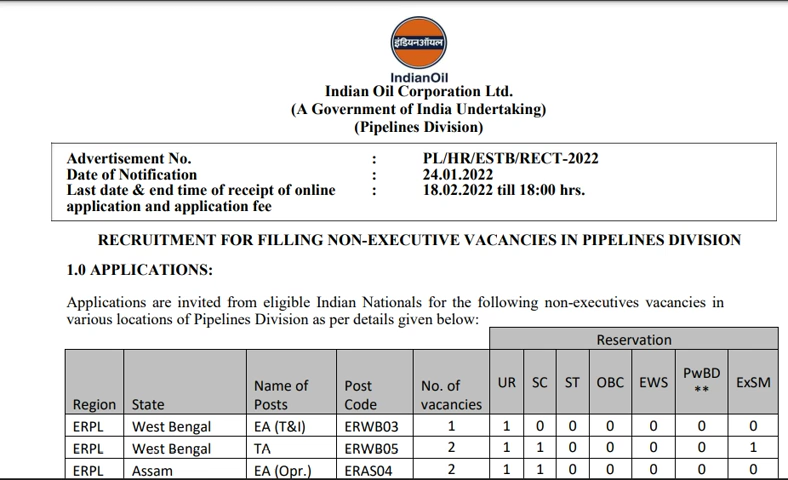 इंडियनऑयल
IndianOil
Indian Oil Corporation Ltd.
(A Government of India Undertaking)
(Pipelines Division)
Advertisement No. : PL/HR/ESTB/RECT-2022
Date of Notification : 24.01.2022
Last date & end time of receipt of online : 18.02.2022 till 18:00 hrs.
application and application fee
RECRUITMENT FOR FILLING NON-EXECUTIVE VACANCIES IN PIPELINES DIVISION
1.0 APPLICATIONS:
Applications are invited from eligible Indian Nationals for the following non-executives vacancies in
various locations of Pipelines Division as per details given below:
Reservation
Region State Name of Posts Post Code No. of vacancies UR SC ST OBC EWS PwBD ** ExSM
ERPL West Bengal EA (T&I) ERWB03 1 1 0 0 0 0 0 0
ERPL West Bengal TA ERWB05 2 1 1 0 0 0 0 1
ERPL Assam EA (Opr.) ERAS04 2 1 1 0 0 0 0 0